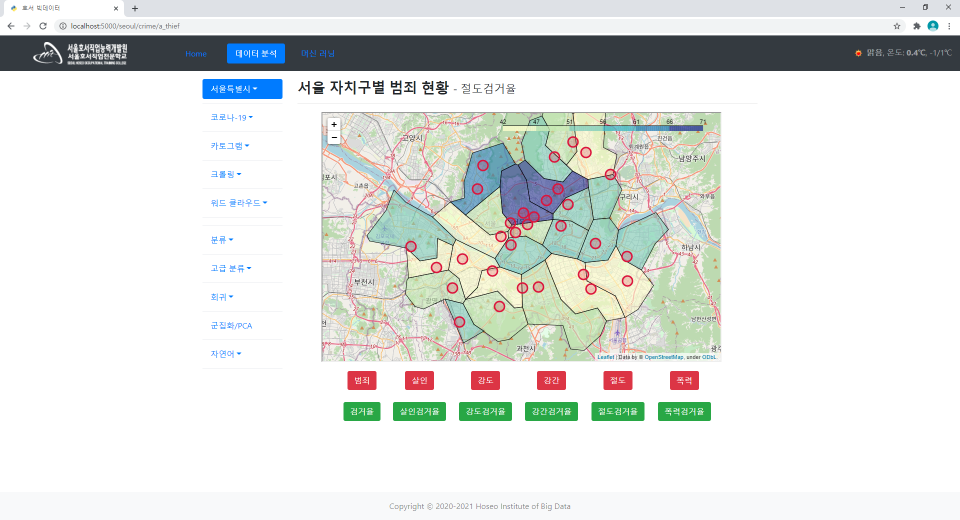 호서 빅데이터
localhost:5000/seoul/crime/a_thief
서울호서직업능력개발원
서울호서직업전문학교
Home
데이터 분석
머신 러닝
맑음, 온도: 0.4℃, -1/1℃
서울특별시
코로나-19
카토그램
크롤링
워드 클라우드
분류
고급 분류
회귀
군집화/PCA
자연어
서울 자치구별 범죄 현황 - 절도검거율
42 47 51 56 61 66 71
+
−
고양시
남양주시
구리시
하남시
부천시
광명시
과천시
Leaflet | Data by © OpenStreetMap, under ODbL.
범죄 살인 강도 강간 절도 폭력
검거율 살인검거율 강도검거율 강간검거율 절도검거율 폭력검거율
Copyright © 2020-2021 Hoseo Institute of Big Data